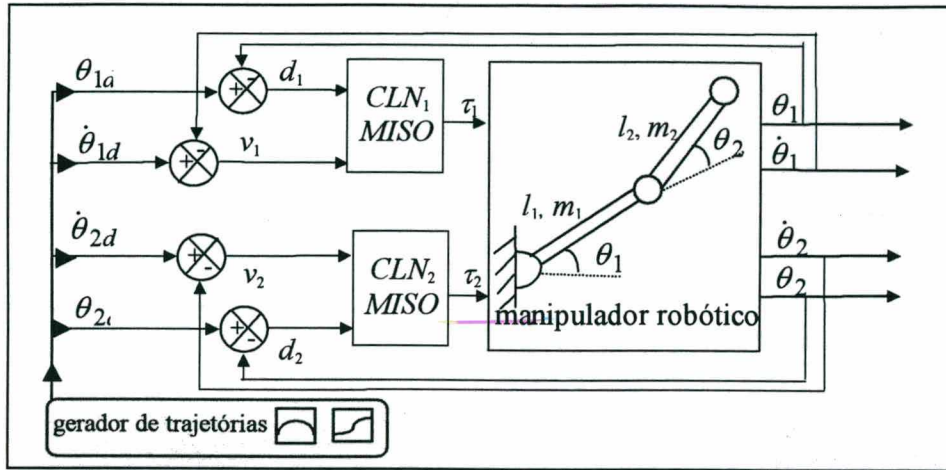 θ1d
d1
CLN1
MISO
τ1
θ̇1d
v1
l2, m2
θ2
l1, m1
θ1
θ1
θ̇1
θ̇2d
v2
CLN2
MISO
τ2
θ2
d2
θ̇2
θ2
manipulador robótico
gerador de trajetórias